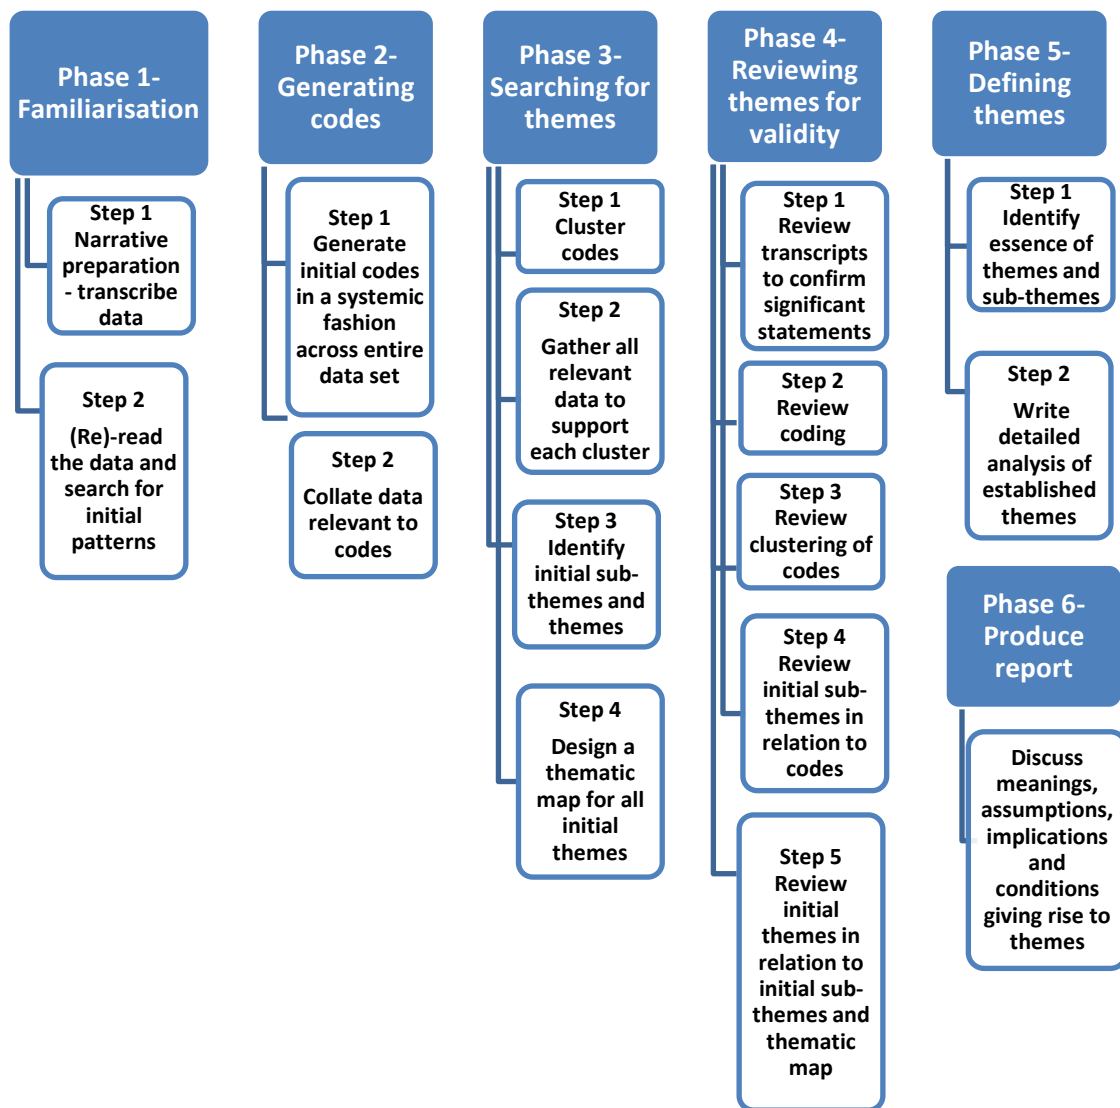 Phase 1-
Familiarisation
Step 1
Narrative
preparation
- transcribe
data
Step 2
(Re)-read
the data and
search for
initial
patterns
Phase 2-
Generating
codes
Step 1
Generate
initial codes
in a systemic
fashion
across entire
data set
Step 2
Collate data
relevant to
codes
Phase 3-
Searching for
themes
Step 1
Cluster
codes
Step 2
Gather all
relevant
data to
support
each cluster
Step 3
Identify
initial sub-
themes and
themes
Step 4
Design a
thematic
map for all
initial
themes
Phase 4-
Reviewing
themes for
validity
Step 1
Review
transcripts
to confirm
significant
statements
Step 2
Review
coding
Step 3
Review
clustering of
codes
Step 4
Review
initial sub-
themes in
relation to
codes
Step 5
Review
initial
themes in
relation to
initial sub-
themes and
thematic
map
Phase 5-
Defining
themes
Step 1
Identify
essence of
themes and
sub-themes
Step 2
Write
detailed
analysis of
established
themes
Phase 6-
Produce
report
Discuss
meanings,
assumptions,
implications
and
conditions
giving rise to
themes